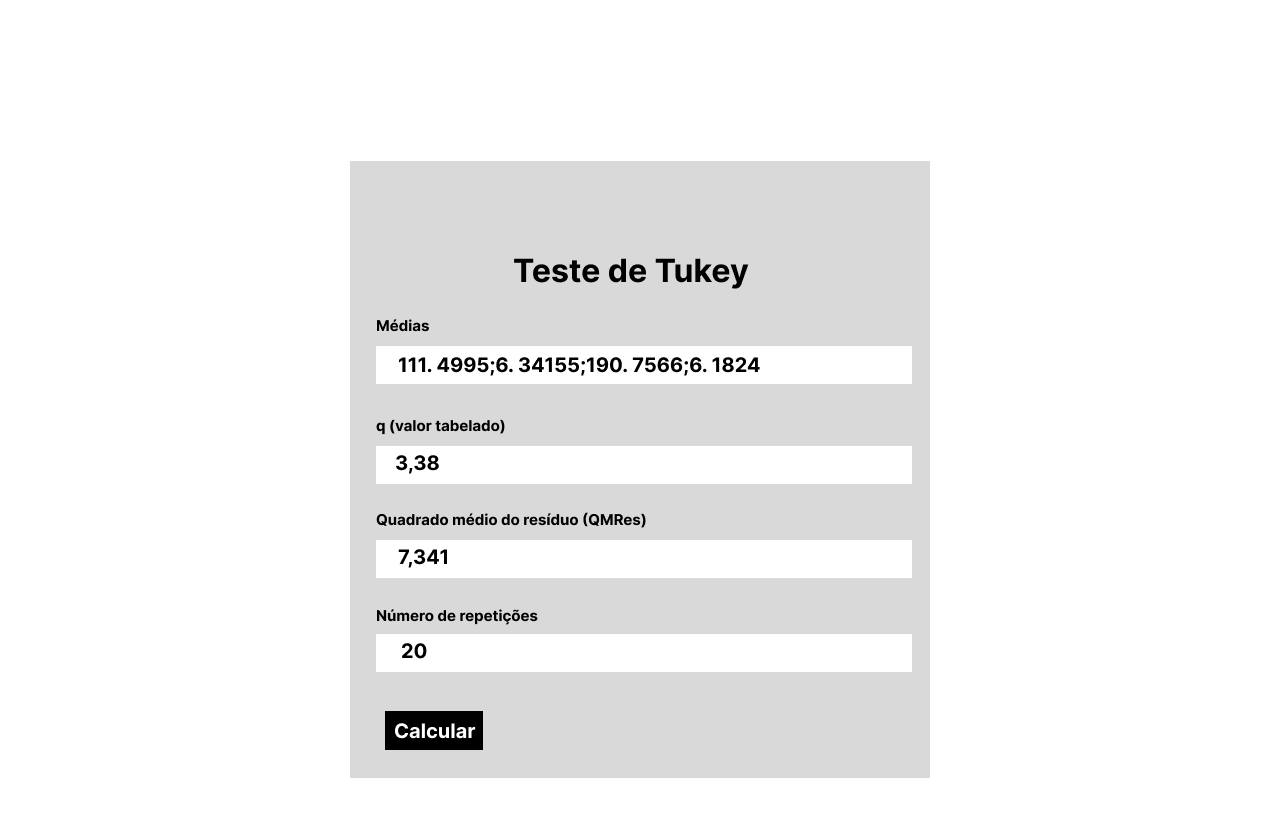 Teste de Tukey
Médias
111. 4995;6. 34155;190. 7566;6. 1824
q (valor tabelado)
3,38
Quadrado médio do resíduo (QMRes)
7,341
Número de repetições
20
Calcular